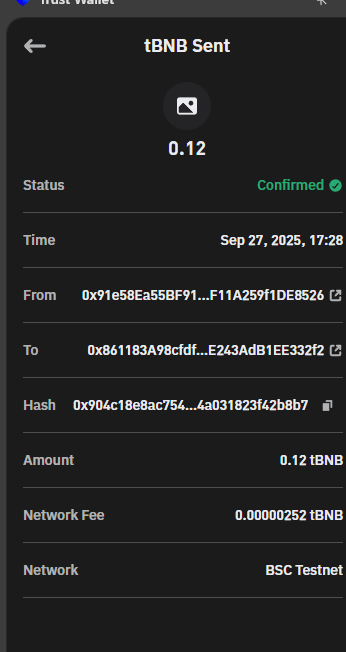 Trust Wallet
tBNB Sent
0.12
Status Confirmed
Time Sep 27, 2025, 17:28
From 0x91e58Ea55BF91...F11A259f1DE8526
To 0x861183A98cfdf...E243AdB1EE332f2
Hash 0x904c18e8ac754...4a031823f42b8b7
Amount 0.12 tBNB
Network Fee 0.00000252 tBNB
Network BSC Testnet